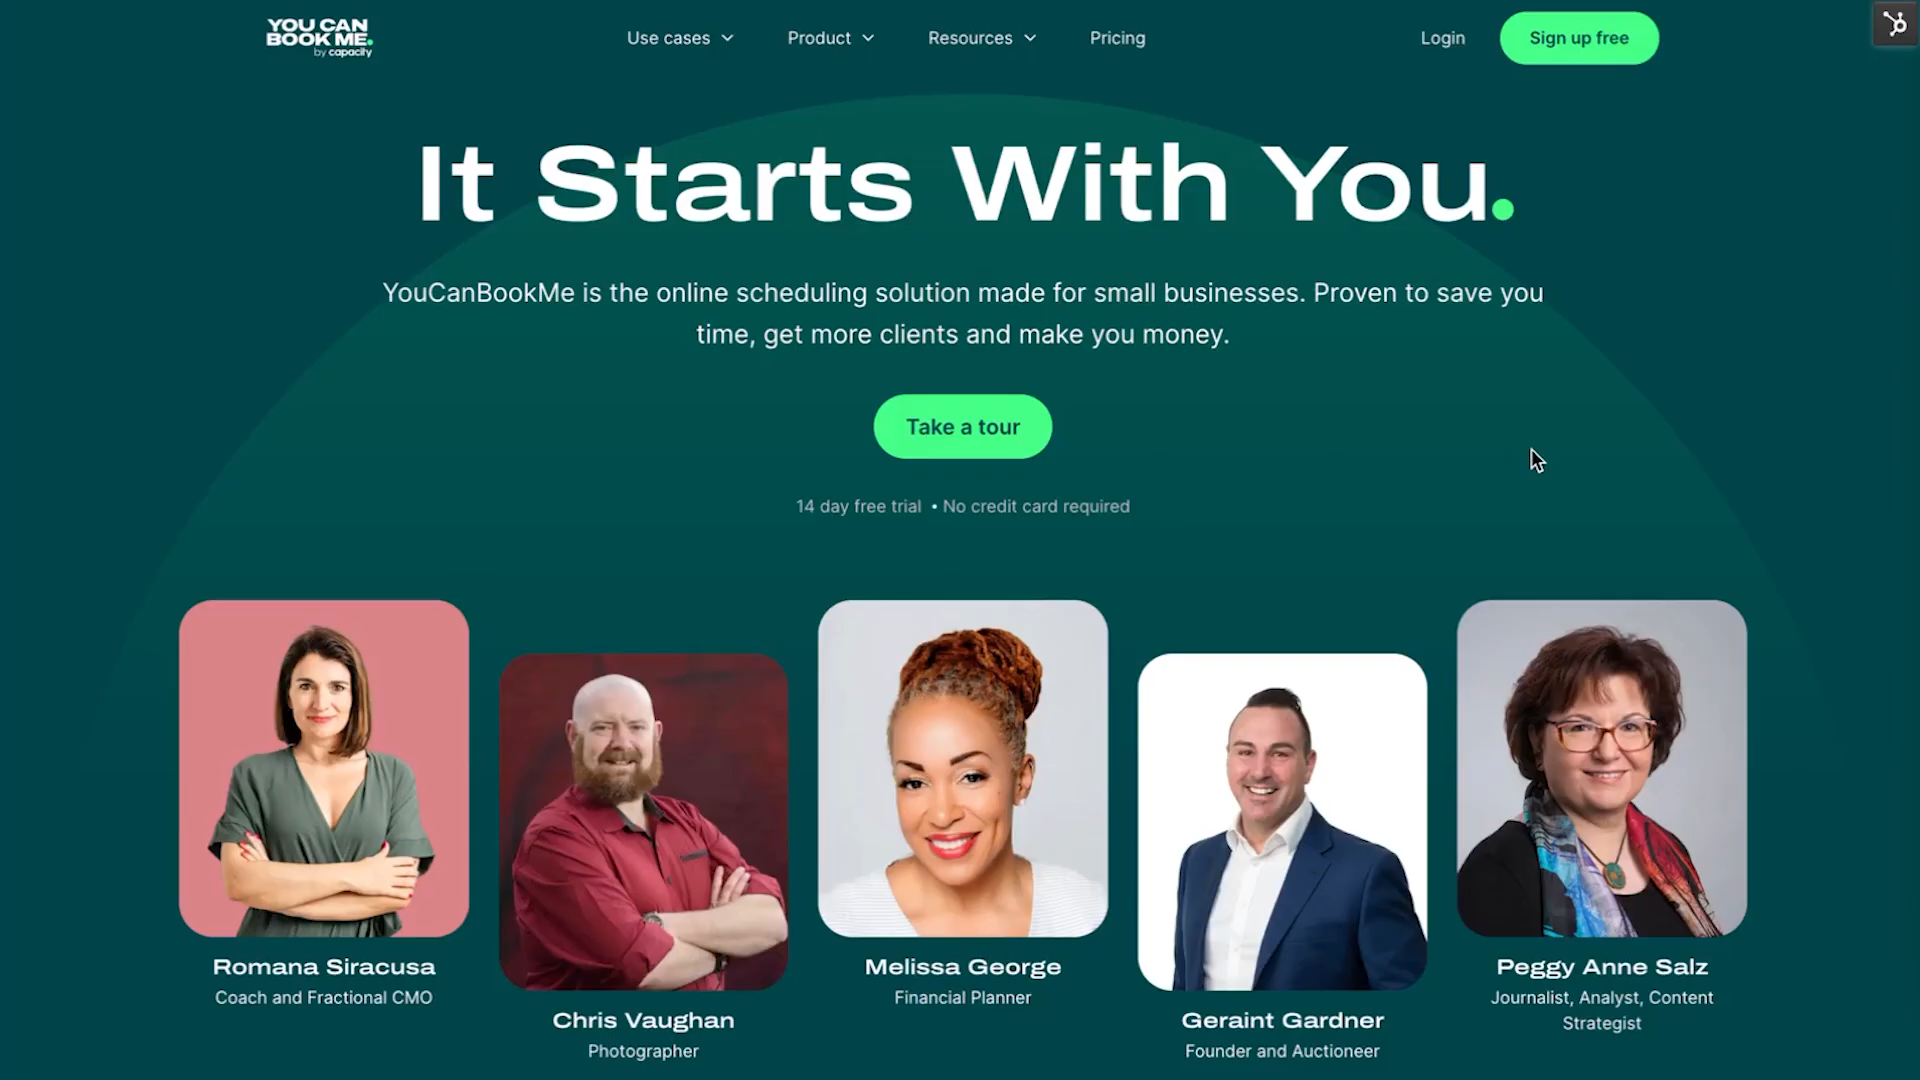 YOU CAN
BOOK ME.
by capacity
Use cases
Product
Resources
Pricing
Login
Sign up free
It Starts With You.
YouCanBookMe is the online scheduling solution made for small businesses. Proven to save you
time, get more clients and make you money.
Take a tour
14 day free trial • No credit card required
Romana Siracusa
Coach and Fractional CMO
Chris Vaughan
Photographer
Melissa George
Financial Planner
Geraint Gardner
Founder and Auctioneer
Peggy Anne Salz
Journalist, Analyst, Content
Strategist